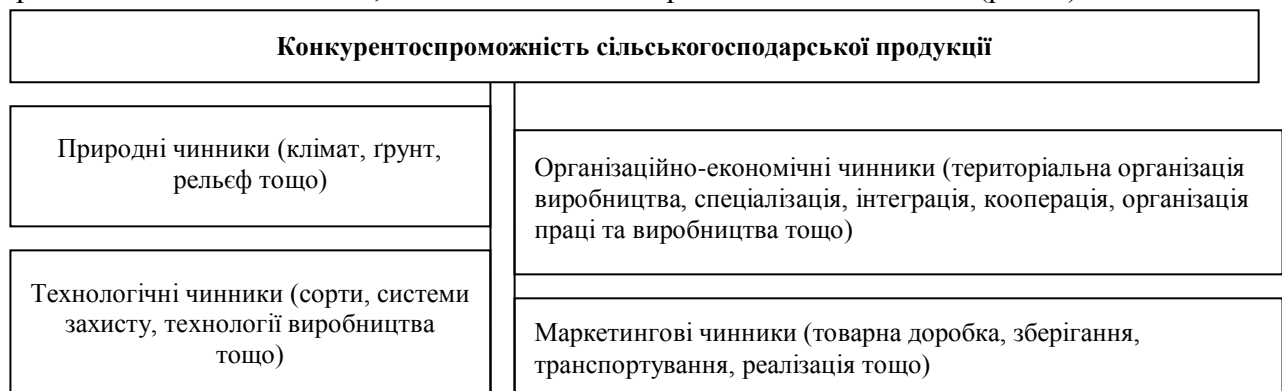 Конкурентоспроможність сільськогосподарської продукції
Природні чинники (клімат, ґрунт,
рельєф тощо)
Організаційно-економічні чинники (територіальна організація
виробництва, спеціалізація, інтеграція, кооперація, організація
праці та виробництва тощо)
Технологічні чинники (сорти, системи
захисту, технології виробництва
тощо)
Маркетингові чинники (товарна доробка, зберігання,
транспортування, реалізація тощо)